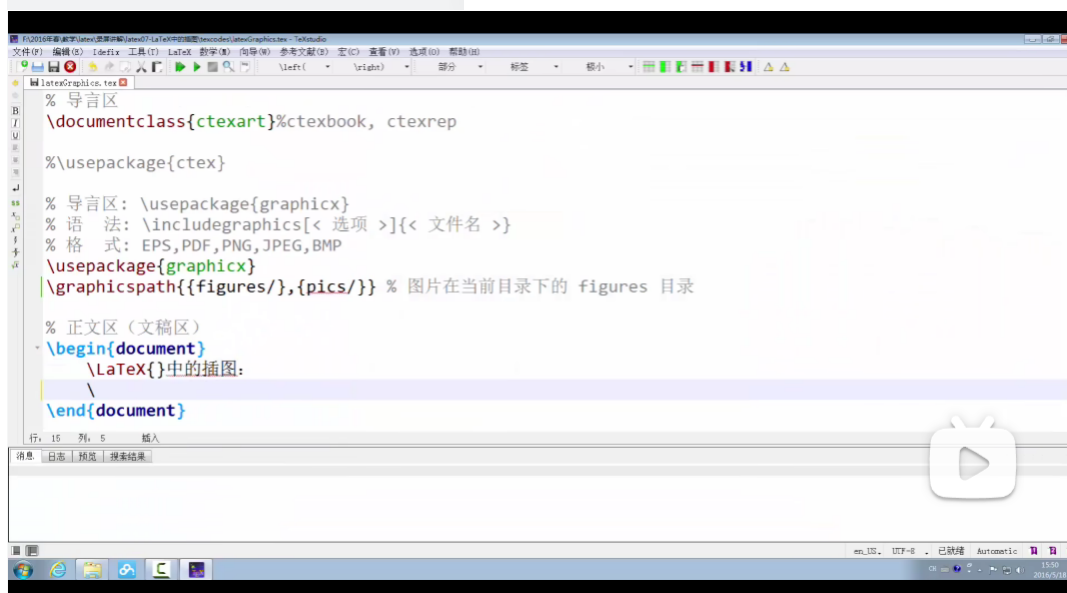 F:\2016年春\教学\latex\录屏讲解\latex07-LaTeX中的插图\texcodes\latexGraphics.tex - TeXstudio
文件(F) 编辑(E) Idefix 工具(T) LaTeX 数学(M) 向导(W) 参考文献(B) 宏(C) 查看(V) 选项(O) 帮助(H)
\left( \right) 部分 标签 极小
latexGraphics.tex
% 导言区
\documentclass{ctexart}%ctexbook, ctexrep
%\usepackage{ctex}
% 导言区: \usepackage{graphicx}
% 语 法: \includegraphics[< 选项 >]{< 文件名 >}
% 格 式: EPS,PDF,PNG,JPEG,BMP
\usepackage{graphicx}
\graphicspath{{figures/},{pics/}} % 图片在当前目录下的 figures 目录
% 正文区（文稿区）
\begin{document}
\LaTeX{}中的插图:
\
\end{document}
行: 15 列: 5 插入
消息 日志 预览 搜索结果
en_US UTF-8 已就绪 Automatic
CH 15:50
2016/5/18